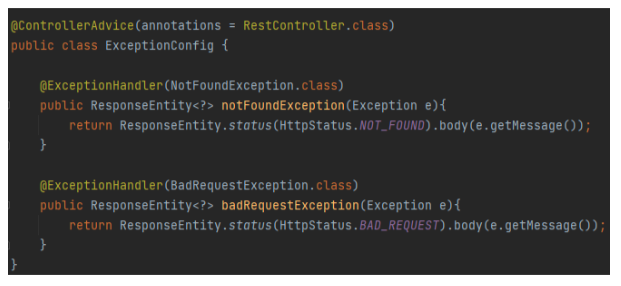 @ControllerAdvice(annotations = RestController.class)
public class ExceptionConfig {
@ExceptionHandler(NotFoundException.class)
public ResponseEntity<?> notFoundException(Exception e){
return ResponseEntity.status(HttpStatus.NOT_FOUND).body(e.getMessage());
}
@ExceptionHandler(BadRequestException.class)
public ResponseEntity<?> badRequestException(Exception e){
return ResponseEntity.status(HttpStatus.BAD_REQUEST).body(e.getMessage());
}
}